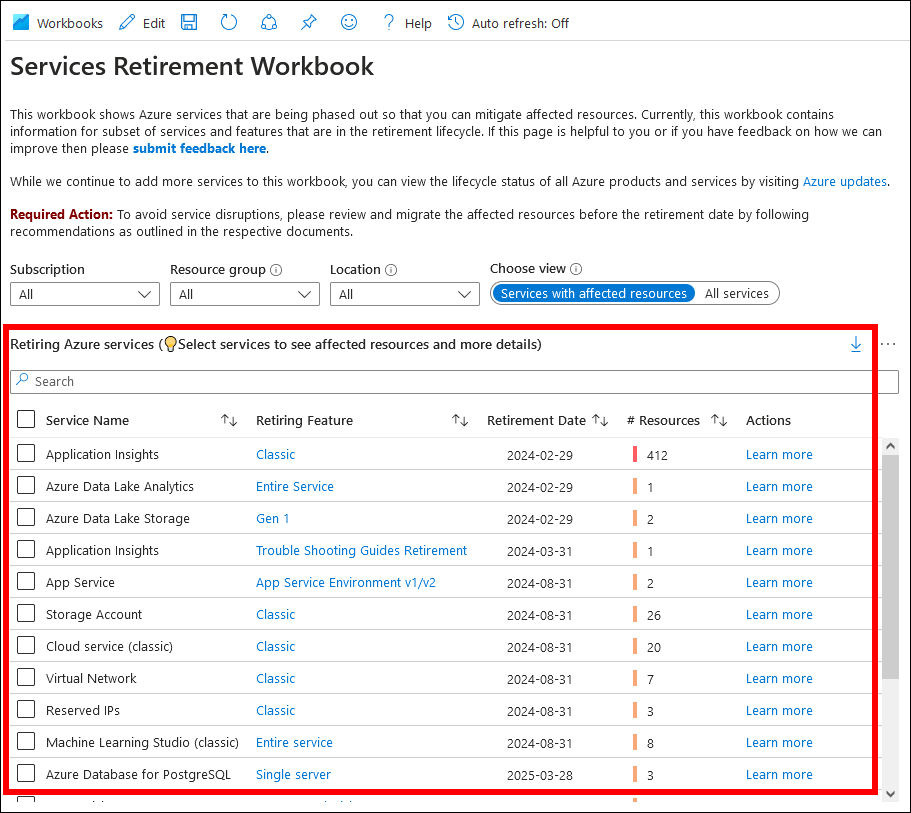 Workbooks Edit Help Auto refresh: Off
Services Retirement Workbook
This workbook shows Azure services that are being phased out so that you can mitigate affected resources. Currently, this workbook contains
information for subset of services and features that are in the retirement lifecycle. If this page is helpful to you or if you have feedback on how we can
improve then please submit feedback here.
While we continue to add more services to this workbook, you can view the lifecycle status of all Azure products and services by visiting Azure updates.
Required Action: To avoid service disruptions, please review and migrate the affected resources before the retirement date by following
recommendations as outlined in the respective documents.
Subscription Resource group Location Choose view
All All All Services with affected resources All services
Retiring Azure services (💡Select services to see affected resources and more details)
Search
Service Name Retiring Feature Retirement Date # Resources Actions
Application Insights Classic 2024-02-29 412 Learn more
Azure Data Lake Analytics Entire Service 2024-02-29 1 Learn more
Azure Data Lake Storage Gen 1 2024-02-29 2 Learn more
Application Insights Trouble Shooting Guides Retirement 2024-03-31 1 Learn more
App Service App Service Environment v1/v2 2024-08-31 2 Learn more
Storage Account Classic 2024-08-31 26 Learn more
Cloud service (classic) Classic 2024-08-31 20 Learn more
Virtual Network Classic 2024-08-31 7 Learn more
Reserved IPs Classic 2024-08-31 3 Learn more
Machine Learning Studio (classic) Entire service 2024-08-31 8 Learn more
Azure Database for PostgreSQL Single server 2025-03-28 3 Learn more